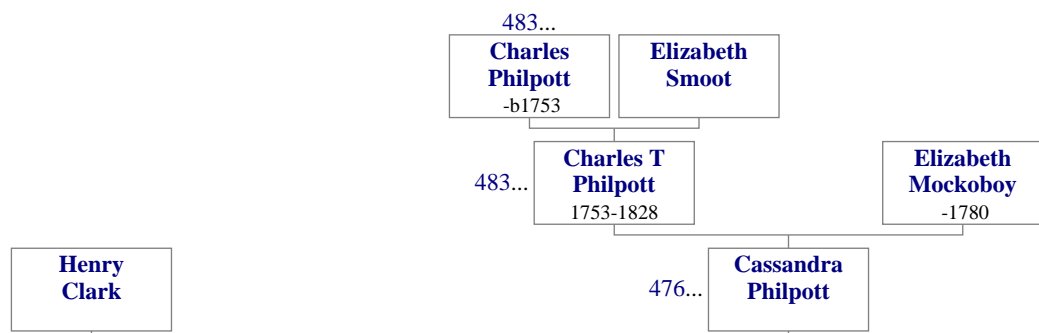 483...
Charles
Philpott
-b1753
Elizabeth
Smoot
483...
Charles T
Philpott
1753-1828
Elizabeth
Mockoboy
-1780
Henry
Clark
476...
Cassandra
Philpott